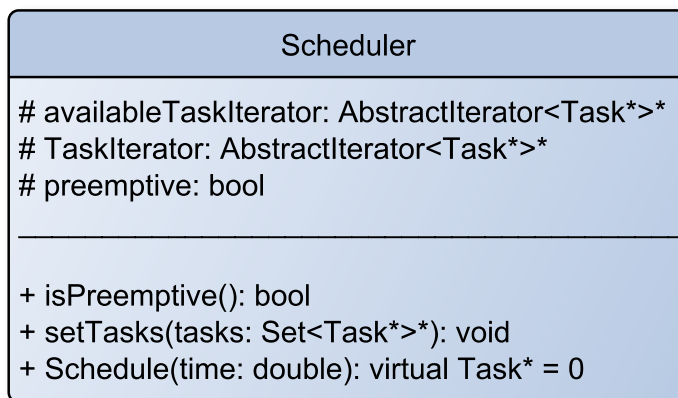 Scheduler
# availableTaskIterator: AbstractIterator<Task*>*
# TaskIterator: AbstractIterator<Task*>*
# preemptive: bool
+ isPreemptive(): bool
+ setTasks(tasks: Set<Task*>*): void
+ Schedule(time: double): virtual Task* = 0